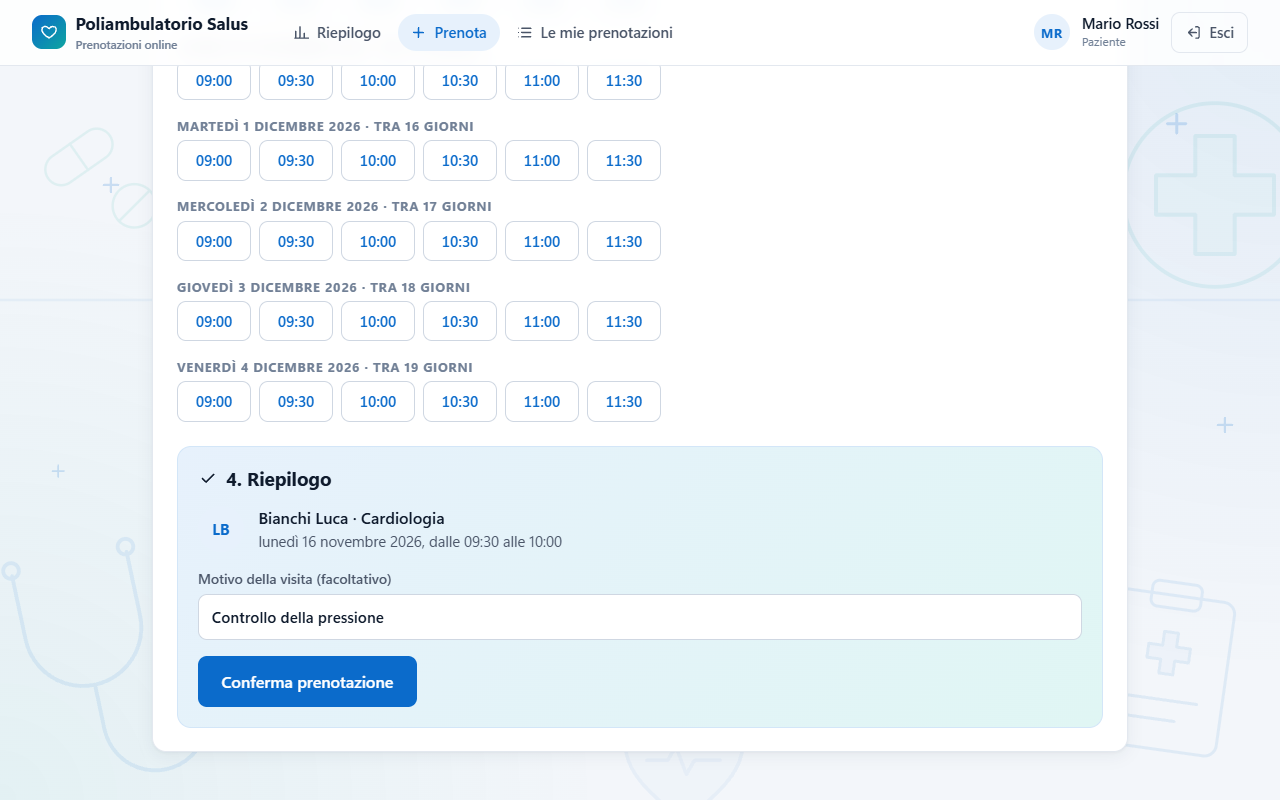 Poliambulatorio Salus
Prenotazioni online
Riepilogo
Prenota
Le mie prenotazioni
MR
Mario Rossi
Paziente
Esci
09:00 09:30 10:00 10:30 11:00 11:30
MARTEDÌ 1 DICEMBRE 2026 · TRA 16 GIORNI
09:00 09:30 10:00 10:30 11:00 11:30
MERCOLEDÌ 2 DICEMBRE 2026 · TRA 17 GIORNI
09:00 09:30 10:00 10:30 11:00 11:30
GIOVEDÌ 3 DICEMBRE 2026 · TRA 18 GIORNI
09:00 09:30 10:00 10:30 11:00 11:30
VENERDÌ 4 DICEMBRE 2026 · TRA 19 GIORNI
09:00 09:30 10:00 10:30 11:00 11:30
4. Riepilogo
LB
Bianchi Luca · Cardiologia
lunedì 16 novembre 2026, dalle 09:30 alle 10:00
Motivo della visita (facoltativo)
Controllo della pressione
Conferma prenotazione